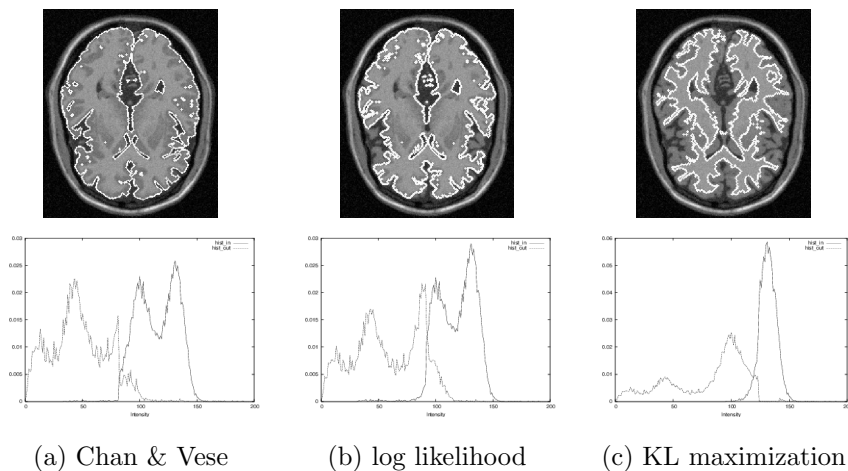 hist_in
hist_out
0.03
0.025
0.02
0.015
0.01
0.005
0
0 50 100 150 200
Intensity
hist_in
hist_out
0.03
0.025
0.02
0.015
0.01
0.005
0
0 50 100 150 200
Intensity
hist_in
hist_out
0.06
0.05
0.04
0.03
0.02
0.01
0
0 50 100 150 200
Intensity
(a) Chan & Vese
(b) log likelihood
(c) KL maximization